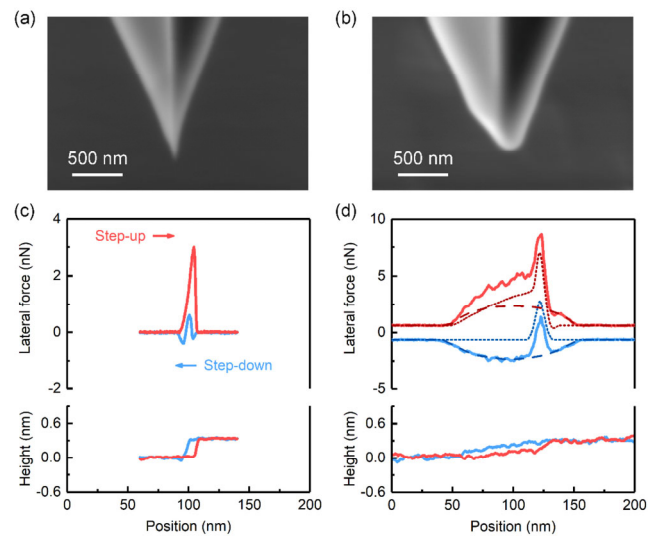 (a)
(b)
500 nm
500 nm
(c)
(d)
4
3
2
1
0
-2
Lateral force (nN)
Step-up
Step-down
10
5
0
-5
Lateral force (nN)
0.6
0.0
-0.6
Height (nm)
0.6
0.0
-0.6
Height (nm)
0 50 100 150 200
Position (nm)
0 50 100 150 200
Position (nm)